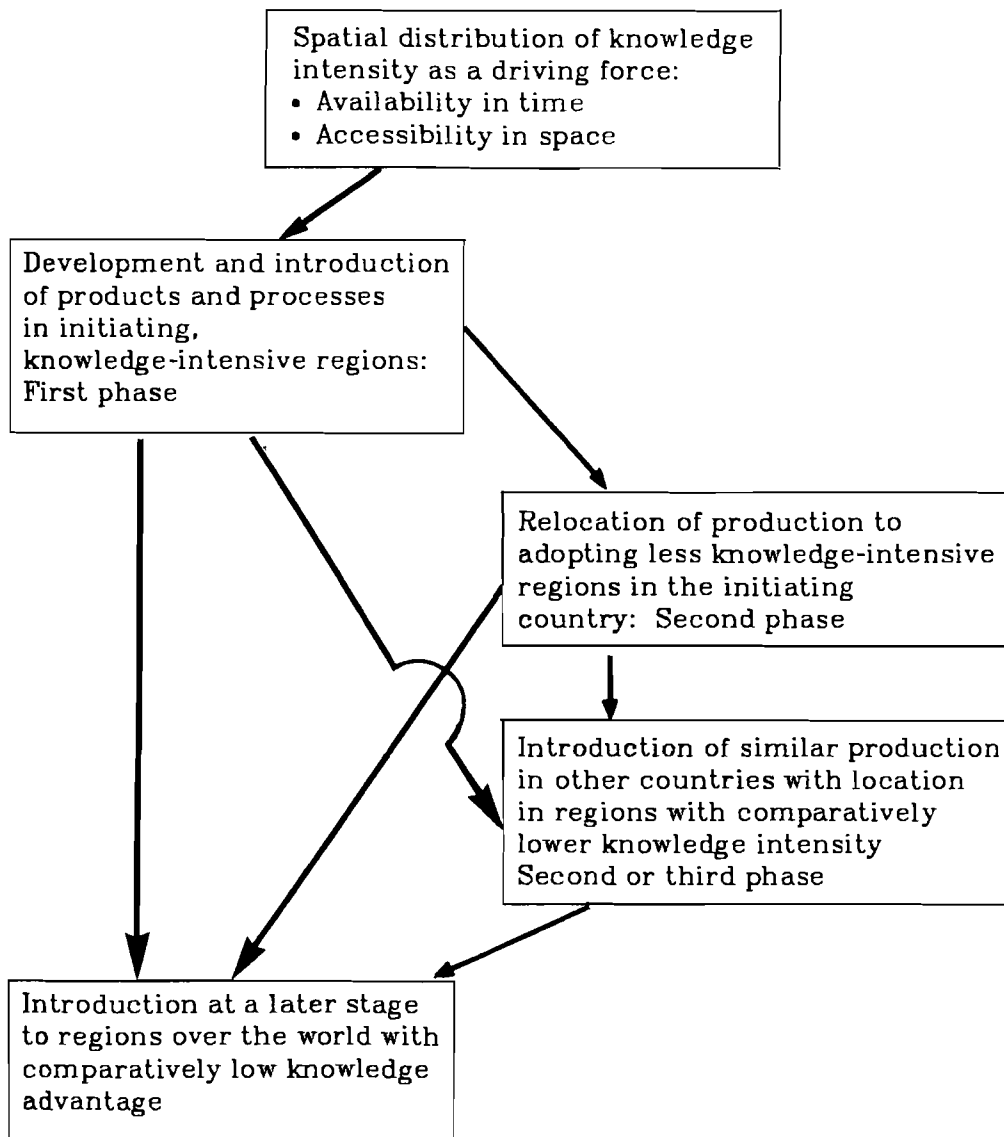 Spatial distribution of knowledge
intensity as a driving force:
• Availability in time
• Accessibility in space
Development and introduction
of products and processes
in initiating,
knowledge-intensive regions:
First phase
Relocation of production to
adopting less knowledge-intensive
regions in the initiating
country: Second phase
Introduction of similar production
in other countries with location
in regions with comparatively
lower knowledge intensity
Second or third phase
Introduction at a later stage
to regions over the world with
comparatively low knowledge
advantage